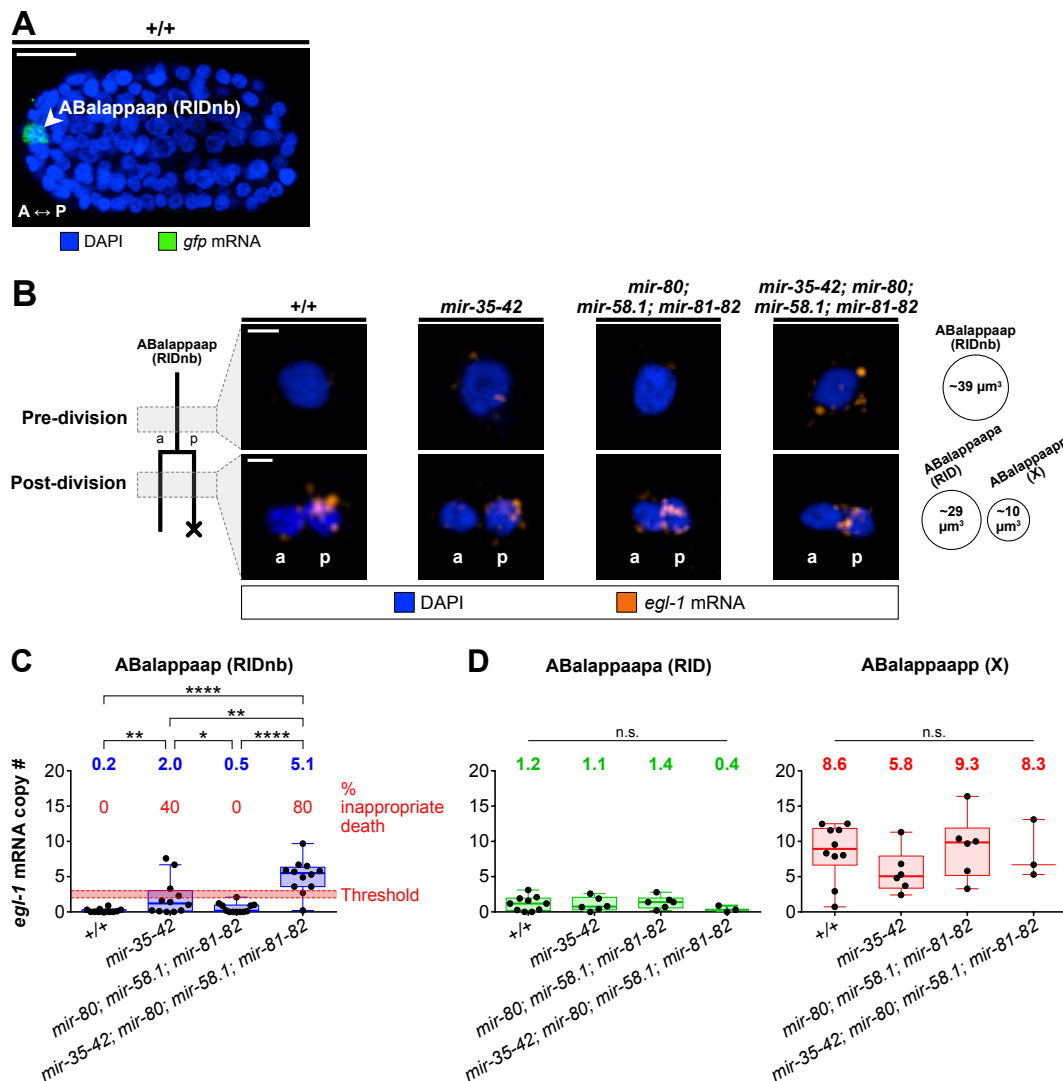 A
+/+
ABalappaap (RIDnb)
A ↔ P
DAPI
gfp mRNA
B
+/+
mir-35-42
mir-80;
mir-58.1; mir-81-82
mir-35-42; mir-80;
mir-58.1; mir-81-82
ABalappaap
(RIDnb)
Pre-division
a p
Post-division
a p
a p
a p
a p
ABalappaap
(RIDnb)
~39 µm³
ABalappaapa
(RID)
ABalappaapp
(X)
~29
µm³
~10
µm³
DAPI
egl-1 mRNA
C
ABalappaap (RIDnb)
****
**
** * ****
0.2 2.0 0.5 5.1
0 40 0 80
%
inappropriate
death
Threshold
egl-1 mRNA copy #
20
15
10
5
0
+/+
mir-35-42
mir-80; mir-58.1; mir-81-82
mir-35-42; mir-80; mir-58.1; mir-81-82
D
ABalappaapa (RID)
n.s.
1.2 1.1 1.4 0.4
20
15
10
5
0
+/+
mir-35-42
mir-80; mir-58.1; mir-81-82
mir-35-42; mir-80; mir-58.1; mir-81-82
ABalappaapp (X)
n.s.
8.6 5.8 9.3 8.3
20
15
10
5
0
+/+
mir-35-42
mir-80; mir-58.1; mir-81-82
mir-35-42; mir-80; mir-58.1; mir-81-82